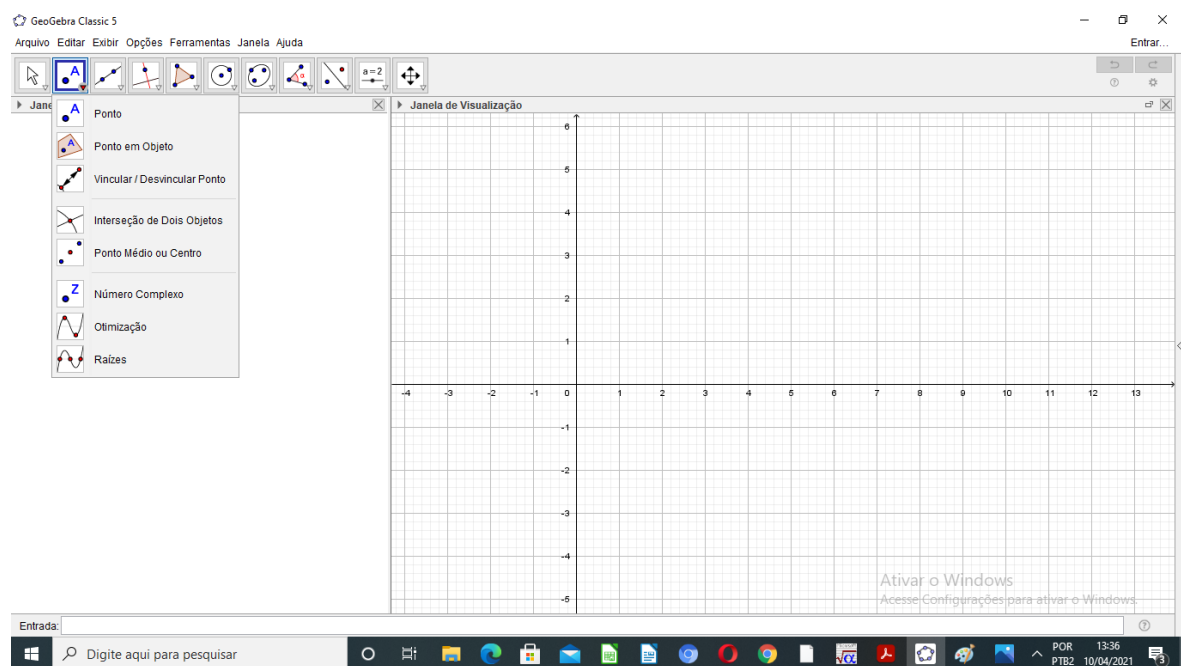 GeoGebra Classic 5
Arquivo Editar Exibir Opções Ferramentas Janela Ajuda Entrar...
A a=2
Jane
Janela de Visualização
A Ponto
A Ponto em Objeto
Vincular / Desvincular Ponto
Interseção de Dois Objetos
Ponto Médio ou Centro
Z Número Complexo
Otimização
Raízes
6
5
4
3
2
1
-4 -3 -2 -1 0 1 2 3 4 5 6 7 8 9 10 11 12 13
-1
-2
-3
-4
-5
Ativar o Windows
Acesse Configurações para ativar o Windows.
Entrada:
Digite aqui para pesquisar
√α
POR 13:36
PTB2 10/04/2021 3